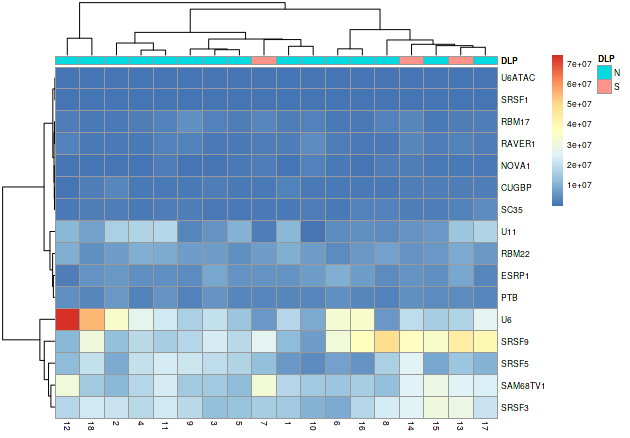 DLP
7e+07
DLP
6e+07
N
5e+07
S
4e+07
3e+07
2e+07
1e+07
U6ATAC
SRSF1
RBM17
RAVER1
NOVA1
CUGBP
SC35
U11
RBM22
ESRP1
PTB
U6
SRSF9
SRSF5
SAM68TV1
SRSF3
12 18 2 4 11 9 3 5 7 1 10 6 16 8 14 15 13 17